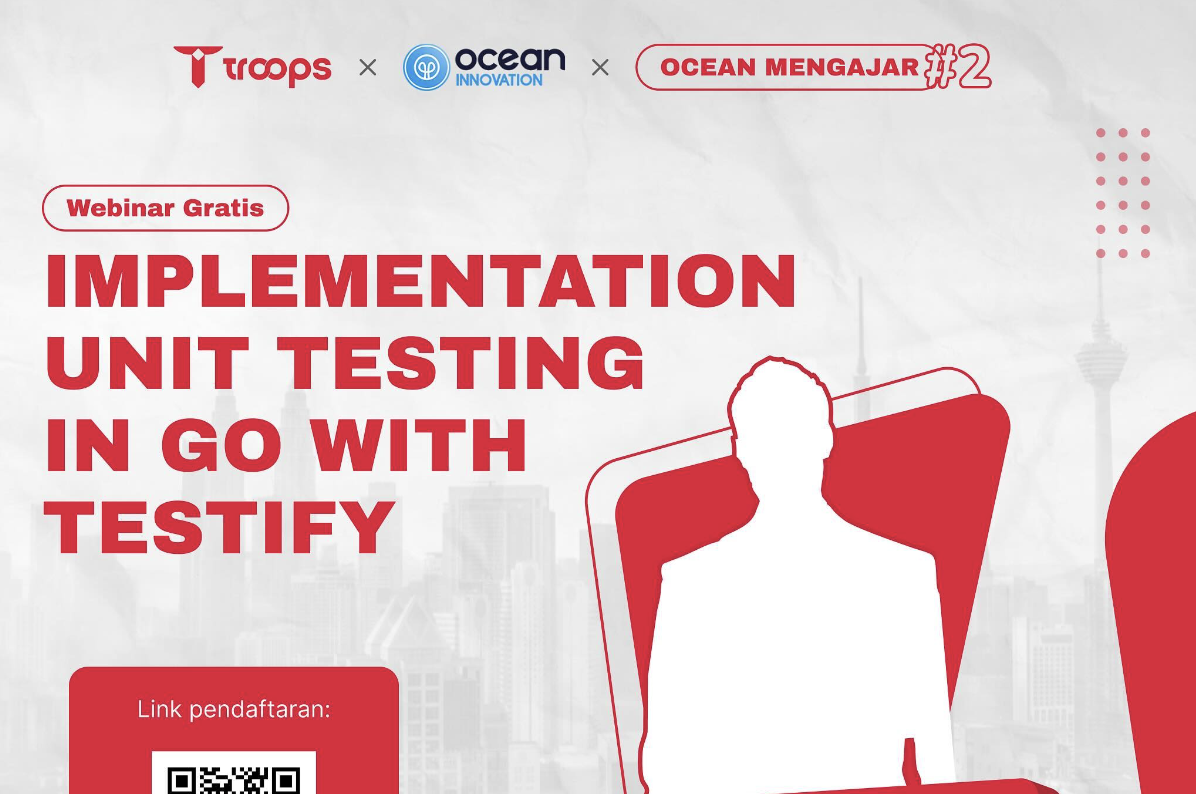 Troops × ocean INNOVATION × OCEAN MENGAJAR #2
Webinar Gratis
IMPLEMENTATION
UNIT TESTING
IN GO WITH
TESTIFY
Link pendaftaran: